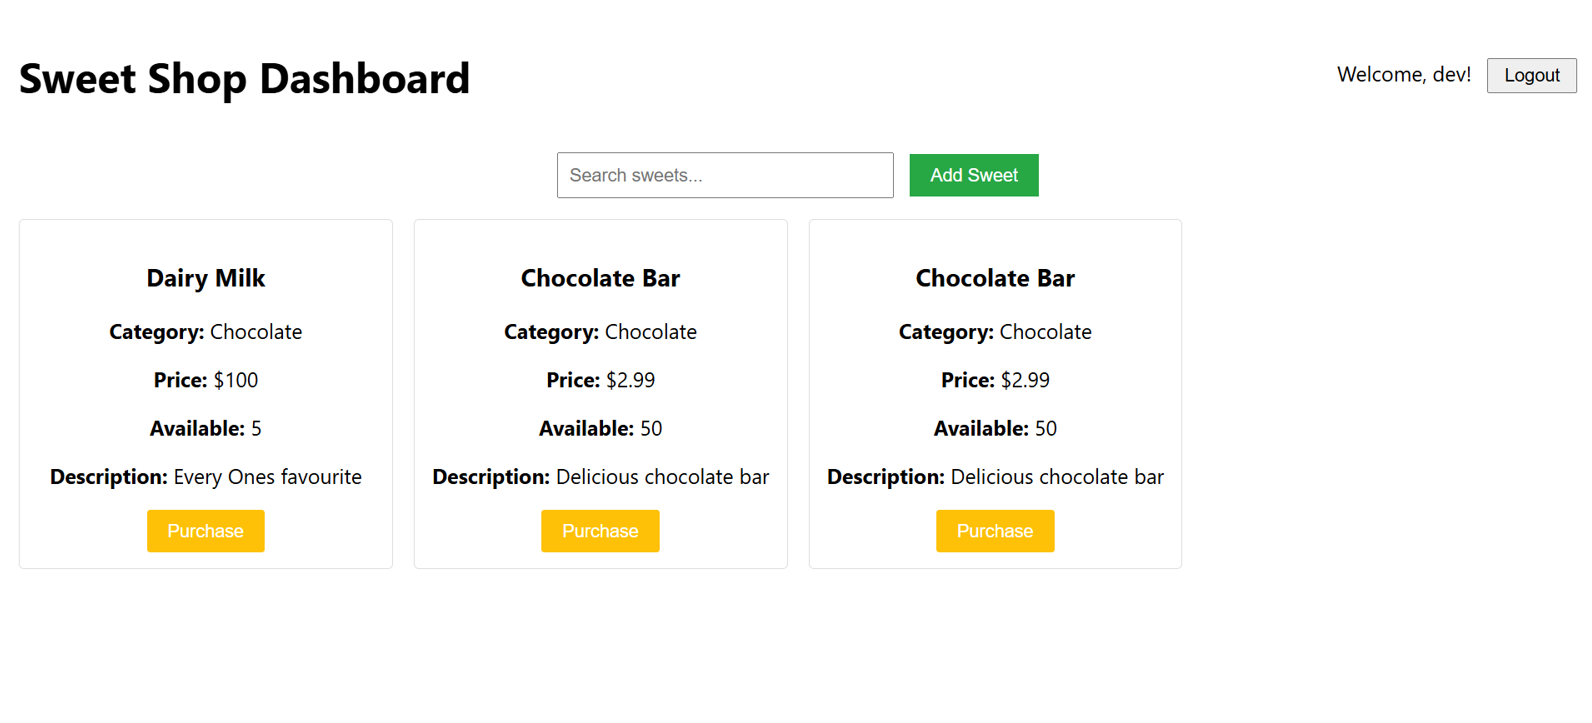 Sweet Shop Dashboard
Welcome, dev!
Logout
Search sweets...
Add Sweet
Dairy Milk
Category: Chocolate
Price: $100
Available: 5
Description: Every Ones favourite
Purchase
Chocolate Bar
Category: Chocolate
Price: $2.99
Available: 50
Description: Delicious chocolate bar
Purchase
Chocolate Bar
Category: Chocolate
Price: $2.99
Available: 50
Description: Delicious chocolate bar
Purchase